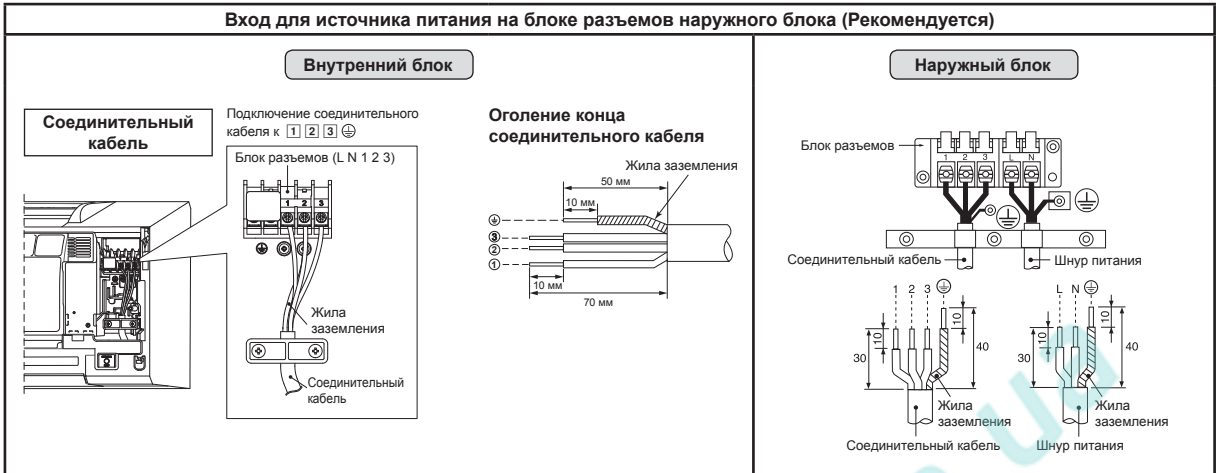 Вход для источника питания на блоке разъемов наружного блока (Рекомендуется)
Внутренний блок
Соединительный
кабель
Подключение соединительного
кабеля к 1 2 3
Блок разъемов (L N 1 2 3)
1 2 3
Жила
заземления
Соединительный
кабель
Оголение конца
соединительного кабеля
Жила заземления
50 мм
10 мм
3
2
1
10 мм
70 мм
Наружный блок
Блок разъемов
1 2 3 L N
Соединительный кабель
Шнур питания
1 2 3
10
10
30
40
Жила
заземления
Соединительный кабель
L N
10
10
30
40
Жила
заземления
Шнур питания